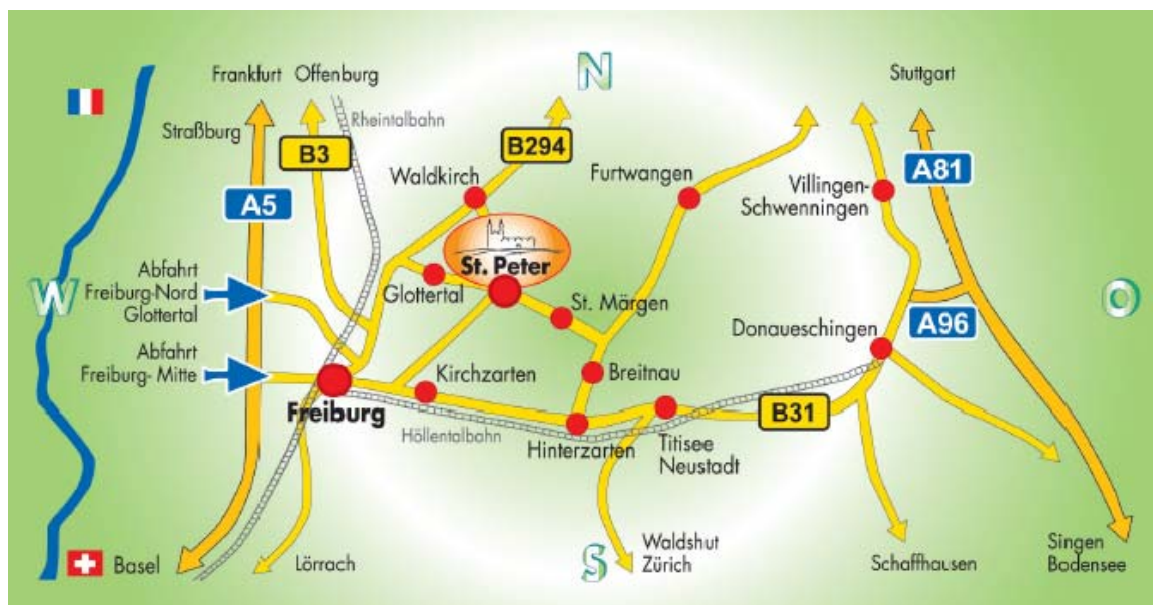 N
Frankfurt Offenburg
Stuttgart
Straßburg
Rheintalbahn
B3
B294
A81
Waldkirch
Furtwangen
Villingen-
Schwenningen
A5
St. Peter
Abfahrt
Freiburg-Nord
Glottertal
W
Glottertal
St. Märgen
O
A96
Donaueschingen
Abfahrt
Freiburg- Mitte
Kirchzarten
Breitnau
Freiburg
B31
Höllentalbahn
Hinterzarten
Titisee
Neustadt
Basel
Lörrach
S
Waldshut
Zürich
Schaffhausen
Singen
Bodensee